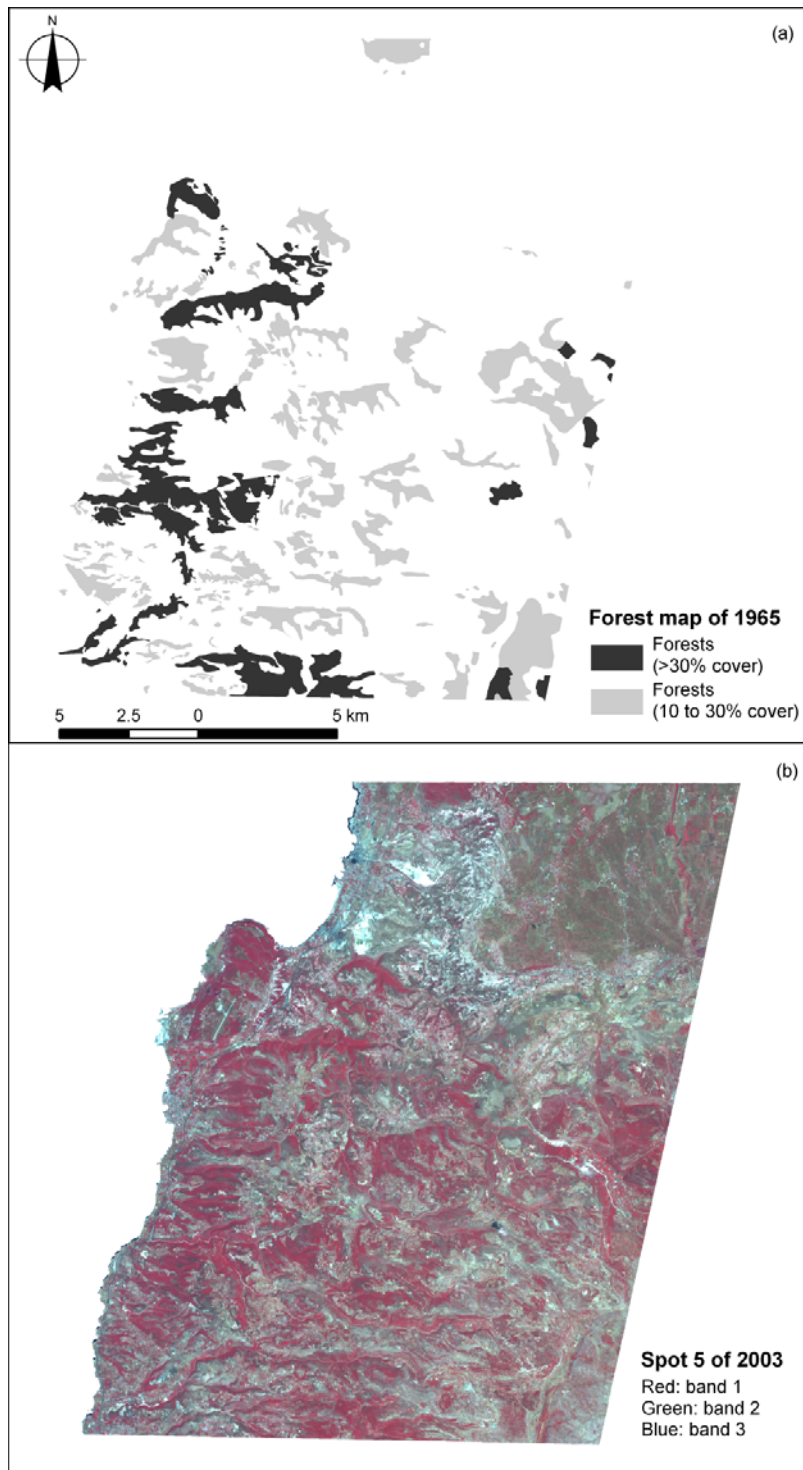 N
(a)
Forest map of 1965
Forests
(>30% cover)
Forests
(10 to 30% cover)
5 2.5 0 5 km
(b)
Spot 5 of 2003
Red: band 1
Green: band 2
Blue: band 3